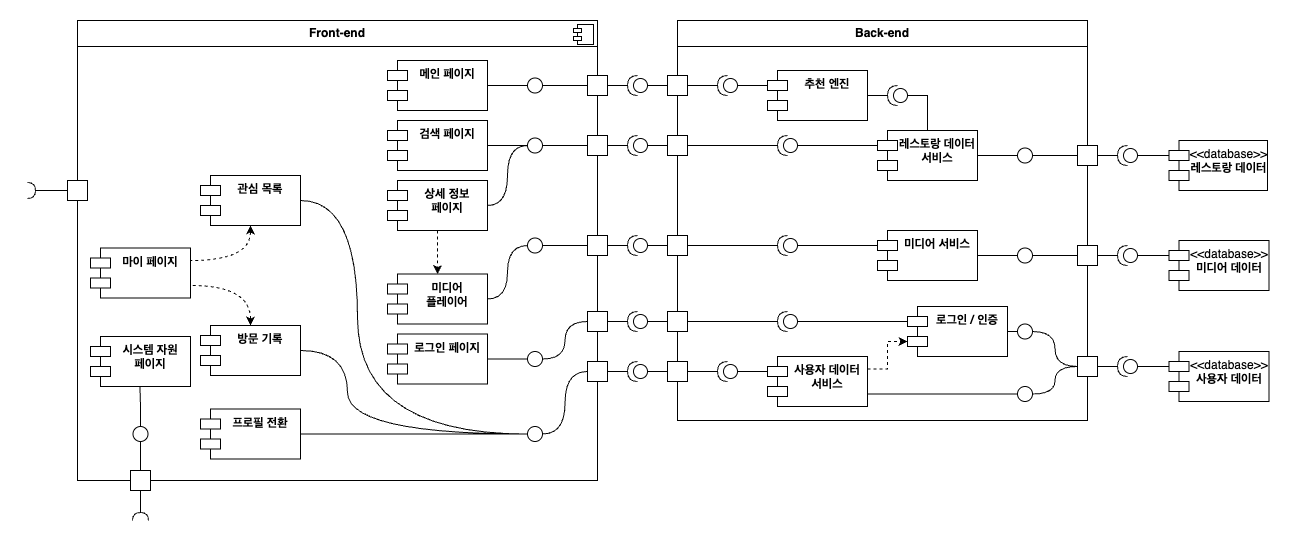 Front-end
Back-end
메인 페이지
추천 엔진
검색 페이지
레스토랑 데이터
서비스
<<database>>
레스토랑 데이터
관심 목록
상세 정보
페이지
마이 페이지
미디어 서비스
<<database>>
미디어 데이터
미디어
플레이어
방문 기록
로그인 / 인증
시스템 자원
페이지
로그인 페이지
사용자 데이터
서비스
<<database>>
사용자 데이터
프로필 전환